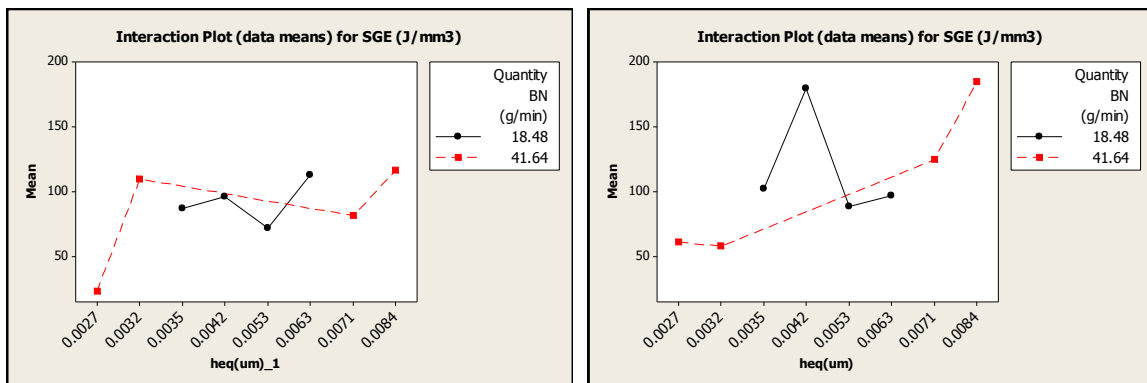 Interaction Plot (data means) for SGE (J/mm3)
200
150
100
50
Mean
0.0027
0.0032
0.0035
0.0042
0.0053
0.0063
0.0071
0.0084
heq(um)_1
Quantity
BN
(g/min)
18.48
41.64
Interaction Plot (data means) for SGE (J/mm3)
200
150
100
50
Mean
0.0027
0.0032
0.0035
0.0042
0.0053
0.0063
0.0071
0.0084
heq(um)
Quantity
BN
(g/min)
18.48
41.64